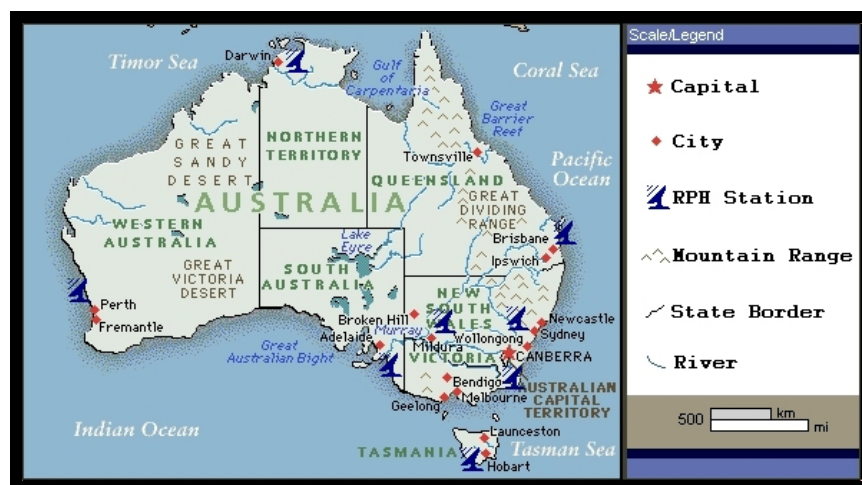 Timor Sea
Darwin
Gulf
of
Carpentaria
Coral Sea
Great
Barrier
Reef
GREAT
SANDY
DESERT
NORTHERN
TERRITORY
Townsville
Pacific
Ocean
QUEENSLAND
AUSTRALIA
GREAT
DIVIDING
RANGE
WESTERN
AUSTRALIA
Lake
Eyre
Brisbane
Ipswich
GREAT
VICTORIA
DESERT
SOUTH
AUSTRALIA
NEW
SOUTH
WALES
Perth
Fremantle
Broken Hill
Newcastle
Sydney
Adelaide
Murray
Wollongong
Mildura
Great
Australian Bight
VICTORIA
CANBERRA
Bendigo
Melbourne
Geelong
AUSTRALIAN
CAPITAL
TERRITORY
Indian Ocean
Launceston
Tasman Sea
TASMANIA
Hobart
Scale/Legend
Capital
City
RPH Station
Mountain Range
State Border
River
500 km
mi